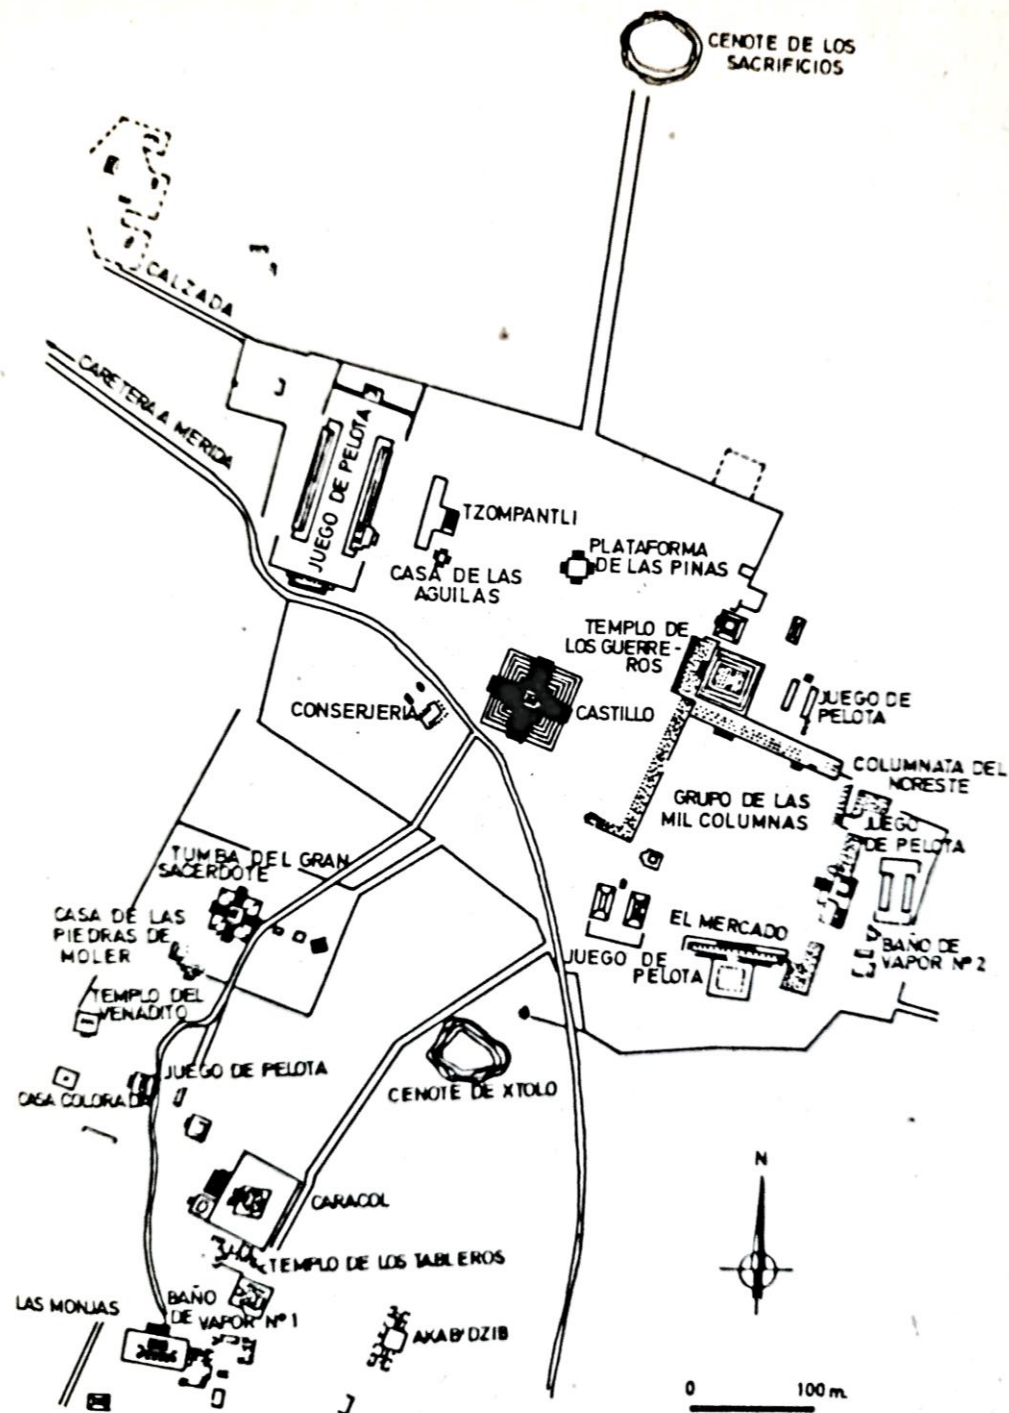 CENOTE DE LOS
SACRIFICIOS
CALZADA
CARETERA A MERIDA
JUEGO DE PELOTA
TZOMPANTLI
CASA DE LAS
AGUILAS
PLATAFORMA
DE LAS PINAS
TEMPLO DE
LOS GUERRE-
ROS
JUEGO DE
PELOTA
CONSERJERIA
CASTILLO
COLUMNATA DEL
NORESTE
GRUPO DE LAS
MIL COLUMNAS
JUEGO
DE PELOTA
TUMBA DEL GRAN
SACERDOTE
CASA DE LAS
PIEDRAS DE
MOLER
EL MERCADO
JUEGO DE
PELOTA
BAÑO DE
VAPOR Nº 2
TEMPLO DEL
VENADITO
JUEGO DE PELOTA
CASA COLORADA
CENOTE DE XTOLO
N
CARACOL
TEMPLO DE LOS TABLEROS
LAS MONJAS
BAÑO
DE VAPOR Nº 1
AKAB'DZIB
0 100 m.